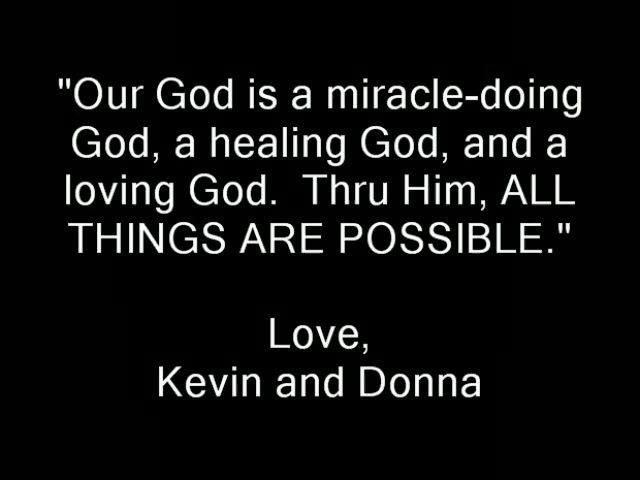 "Our God is a miracle-doing
God, a healing God, and a
loving God.  Thru Him, ALL
THINGS ARE POSSIBLE."
Love,
Kevin and Donna